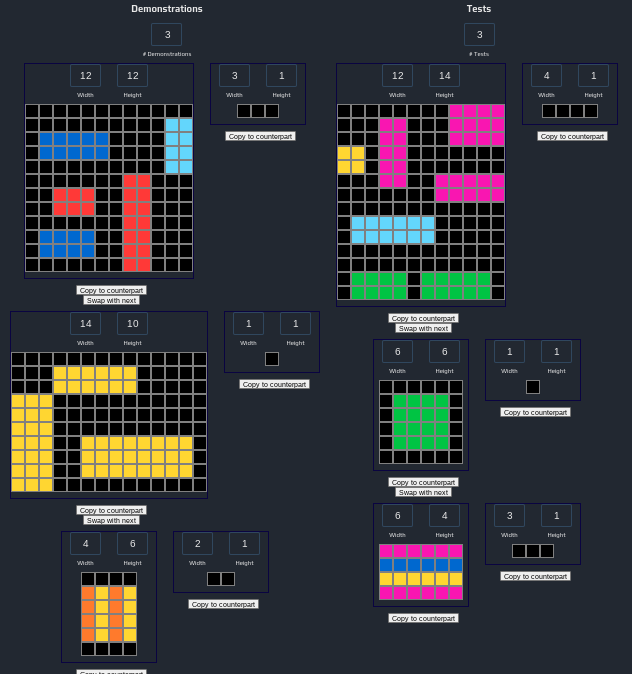 Demonstrations
3
# Demonstrations
12 12
Width Height
3 1
Width Height
Copy to counterpart
Copy to counterpart
Swap with next
14 10
Width Height
1 1
Width Height
Copy to counterpart
Copy to counterpart
Swap with next
4 6
Width Height
2 1
Width Height
Copy to counterpart
Copy to counterpart
Tests
3
# Tests
12 14
Width Height
4 1
Width Height
Copy to counterpart
Copy to counterpart
Swap with next
6 6
Width Height
1 1
Width Height
Copy to counterpart
Copy to counterpart
Swap with next
6 4
Width Height
3 1
Width Height
Copy to counterpart
Copy to counterpart